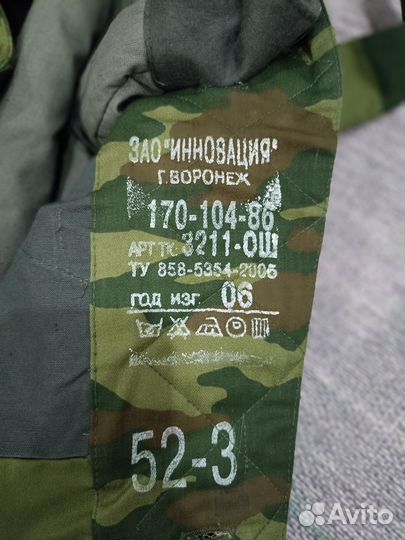 ЗАО "ИННОВАЦИЯ"
Г. ВОРОНЕЖ
170-104-86
АРТ ТК 3211-ОШ
ТУ 858-5354-2006
ГОД ИЗГ. 06
52-3
Avito